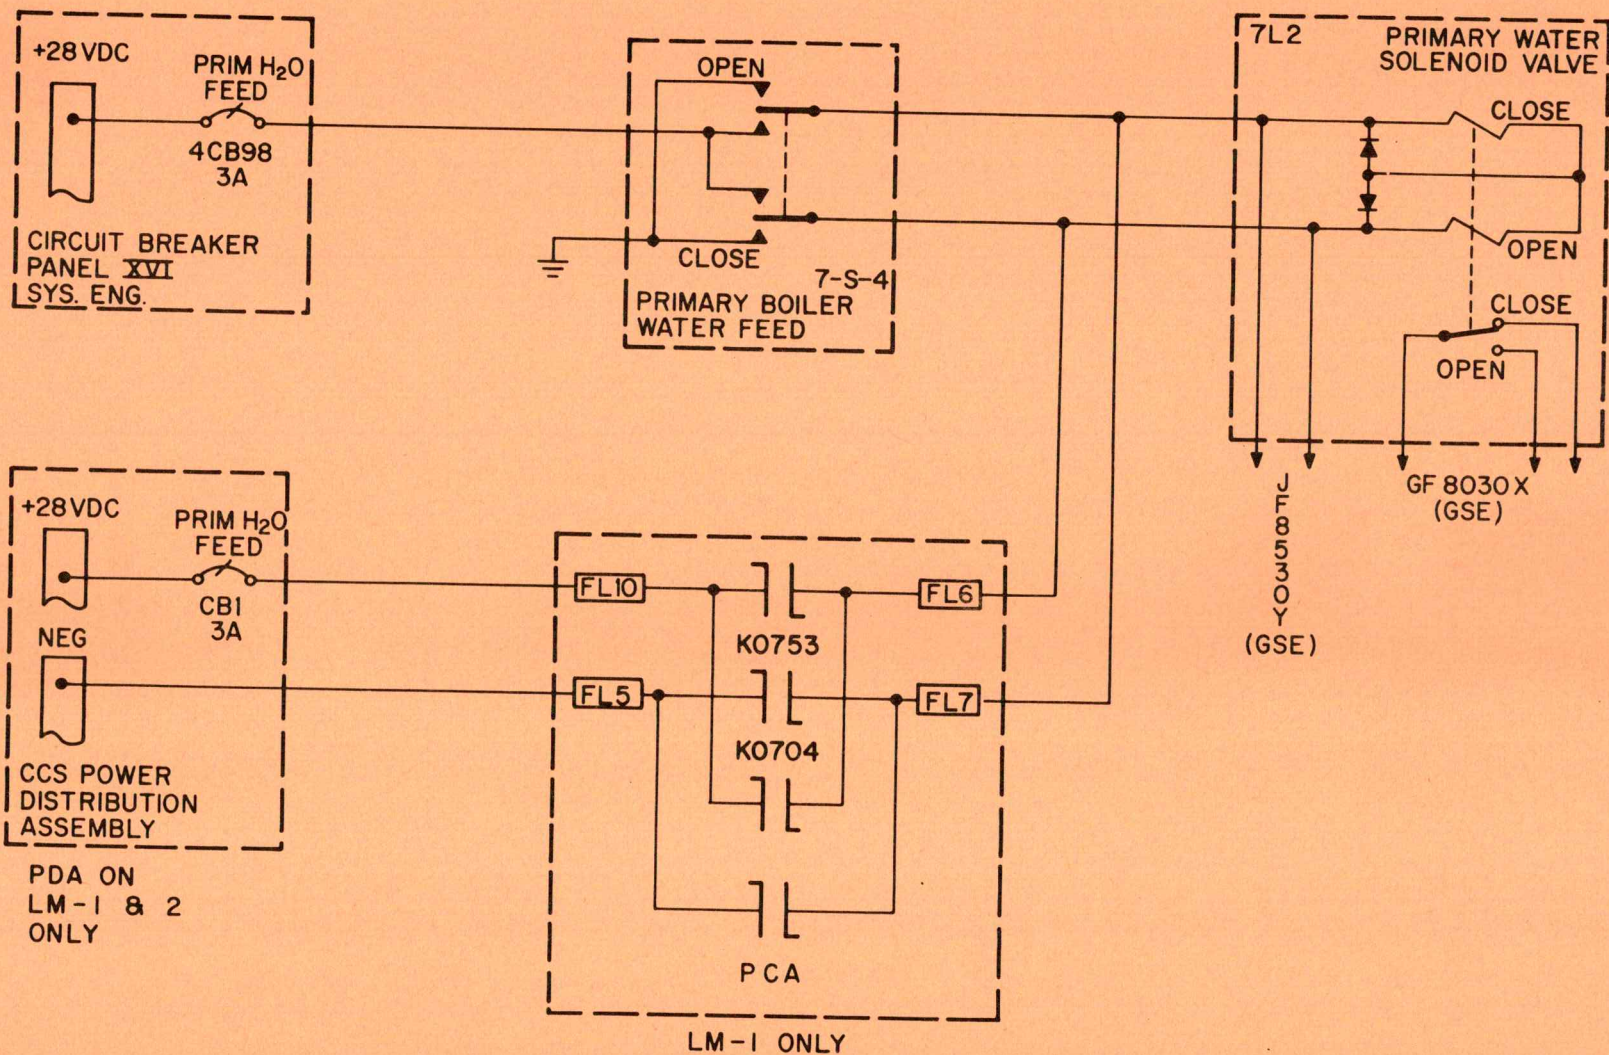 +28VDC
PRIM H₂O
FEED
4CB98
3A
CIRCUIT BREAKER
PANEL XVI
SYS. ENG.
OPEN
CLOSE
7-S-4
PRIMARY BOILER
WATER FEED
7L2
PRIMARY WATER
SOLENOID VALVE
CLOSE
OPEN
CLOSE
OPEN
JF8530Y
(GSE)
GF 8030X
(GSE)
+28VDC
PRIM H₂O
FEED
CB1
3A
NEG
CCS POWER
DISTRIBUTION
ASSEMBLY
PDA ON
LM-1 & 2
ONLY
FL10
FL6
K0753
FL5
FL7
K0704
PCA
LM-1 ONLY